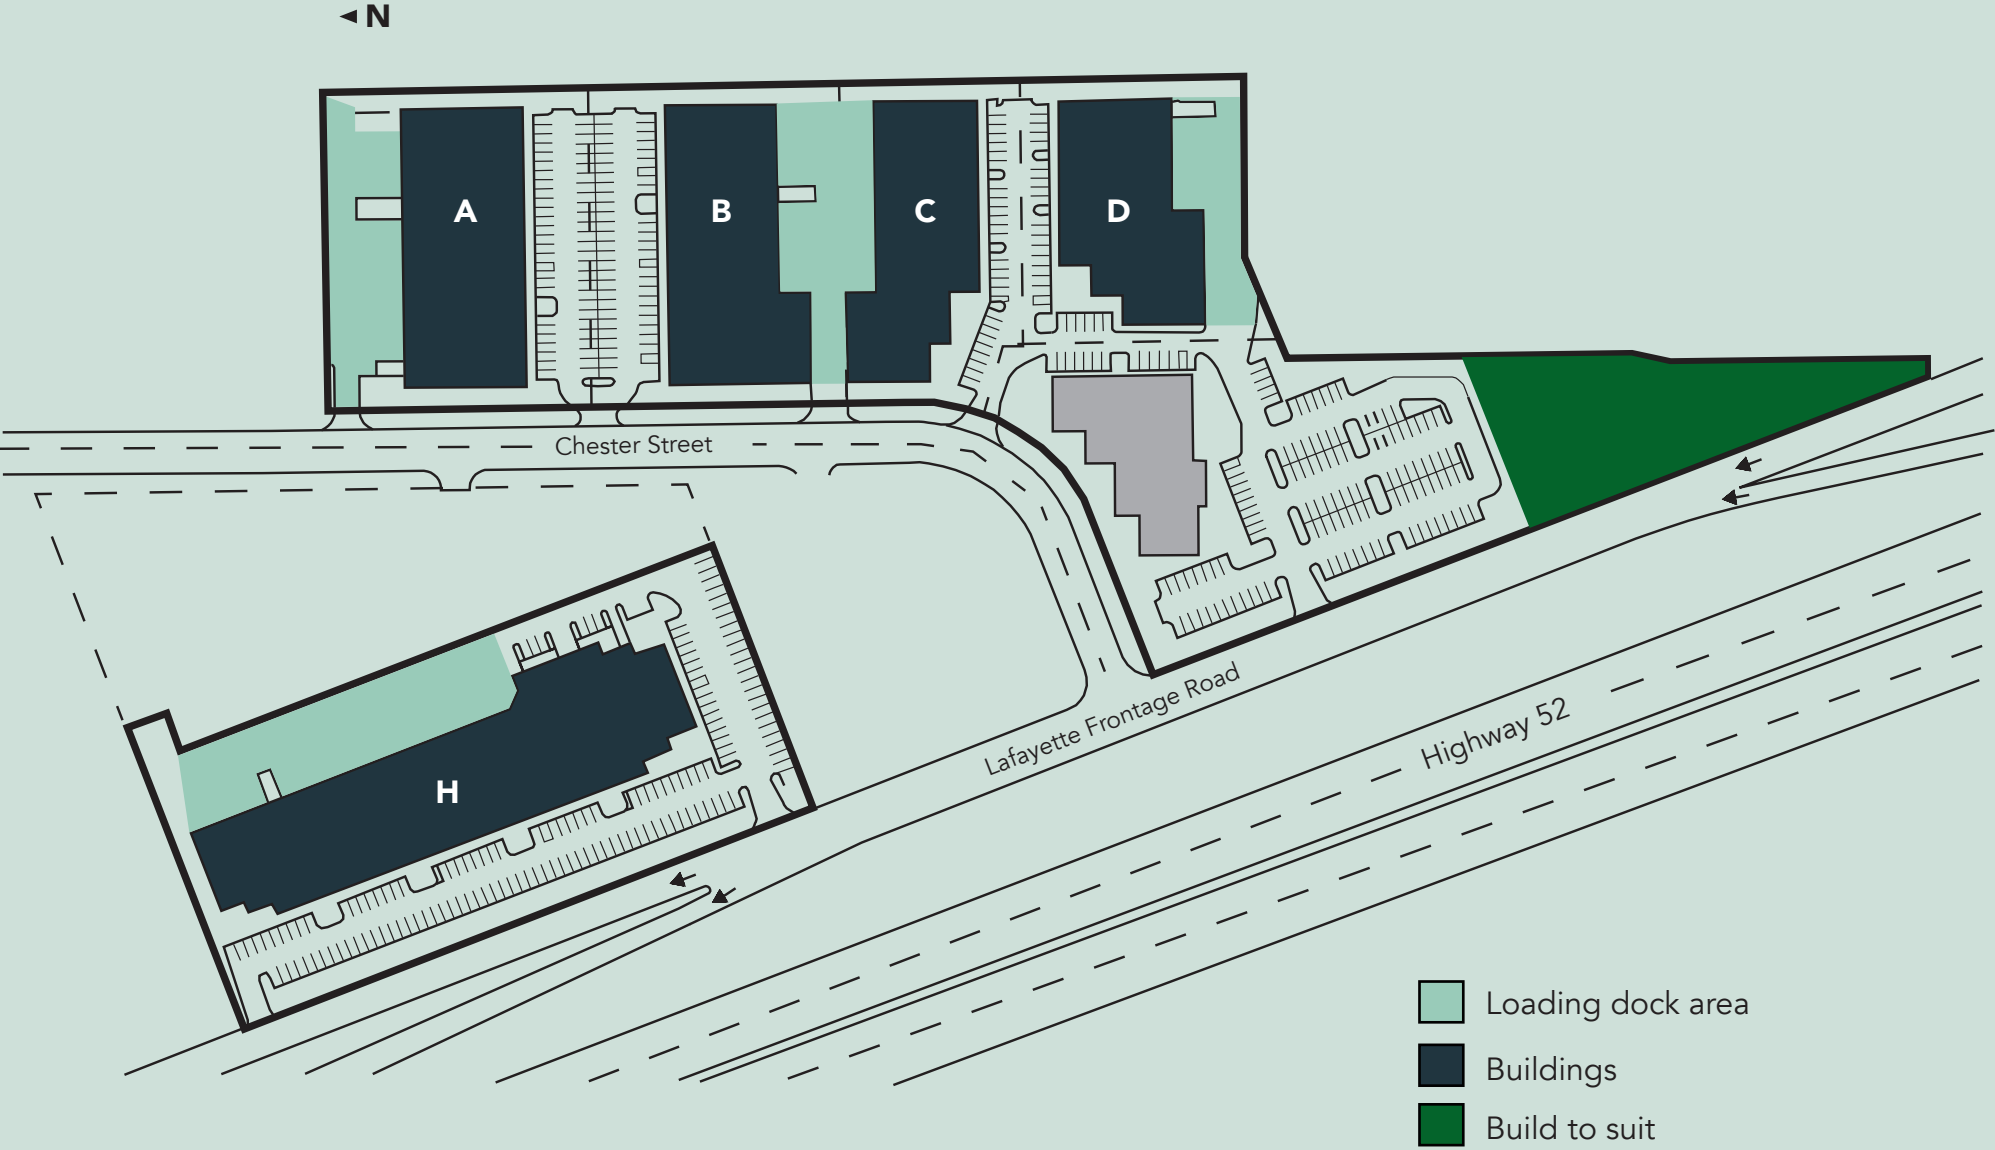 N
A
B
C
D
Chester Street
Lafayette Frontage Road
Highway 52
H
Loading dock area
Buildings
Build to suit